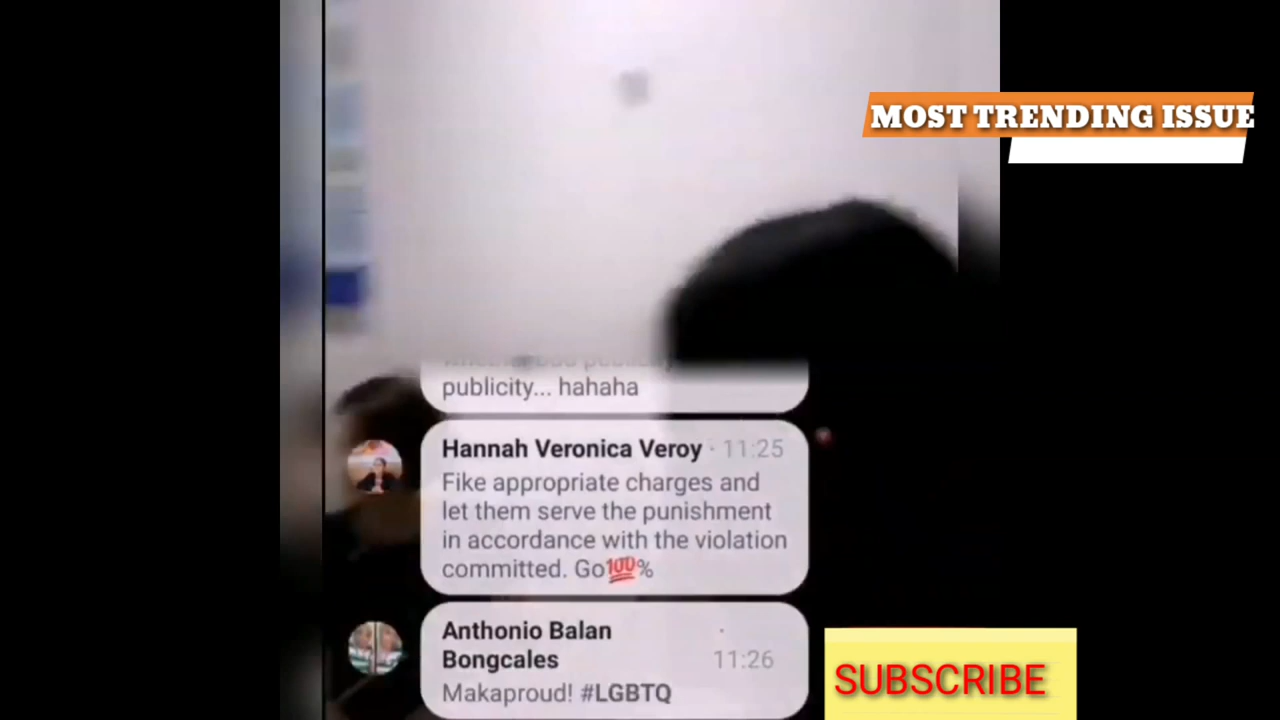 MOST TRENDING ISSUE
publicity... hahaha
Hannah Veronica Veroy · 11:25
Fike appropriate charges and
let them serve the punishment
in accordance with the violation
committed. Go💯%
Anthonio Balan ·
Bongcales 11:26
Makaproud! #LGBTQ
SUBSCRIBE